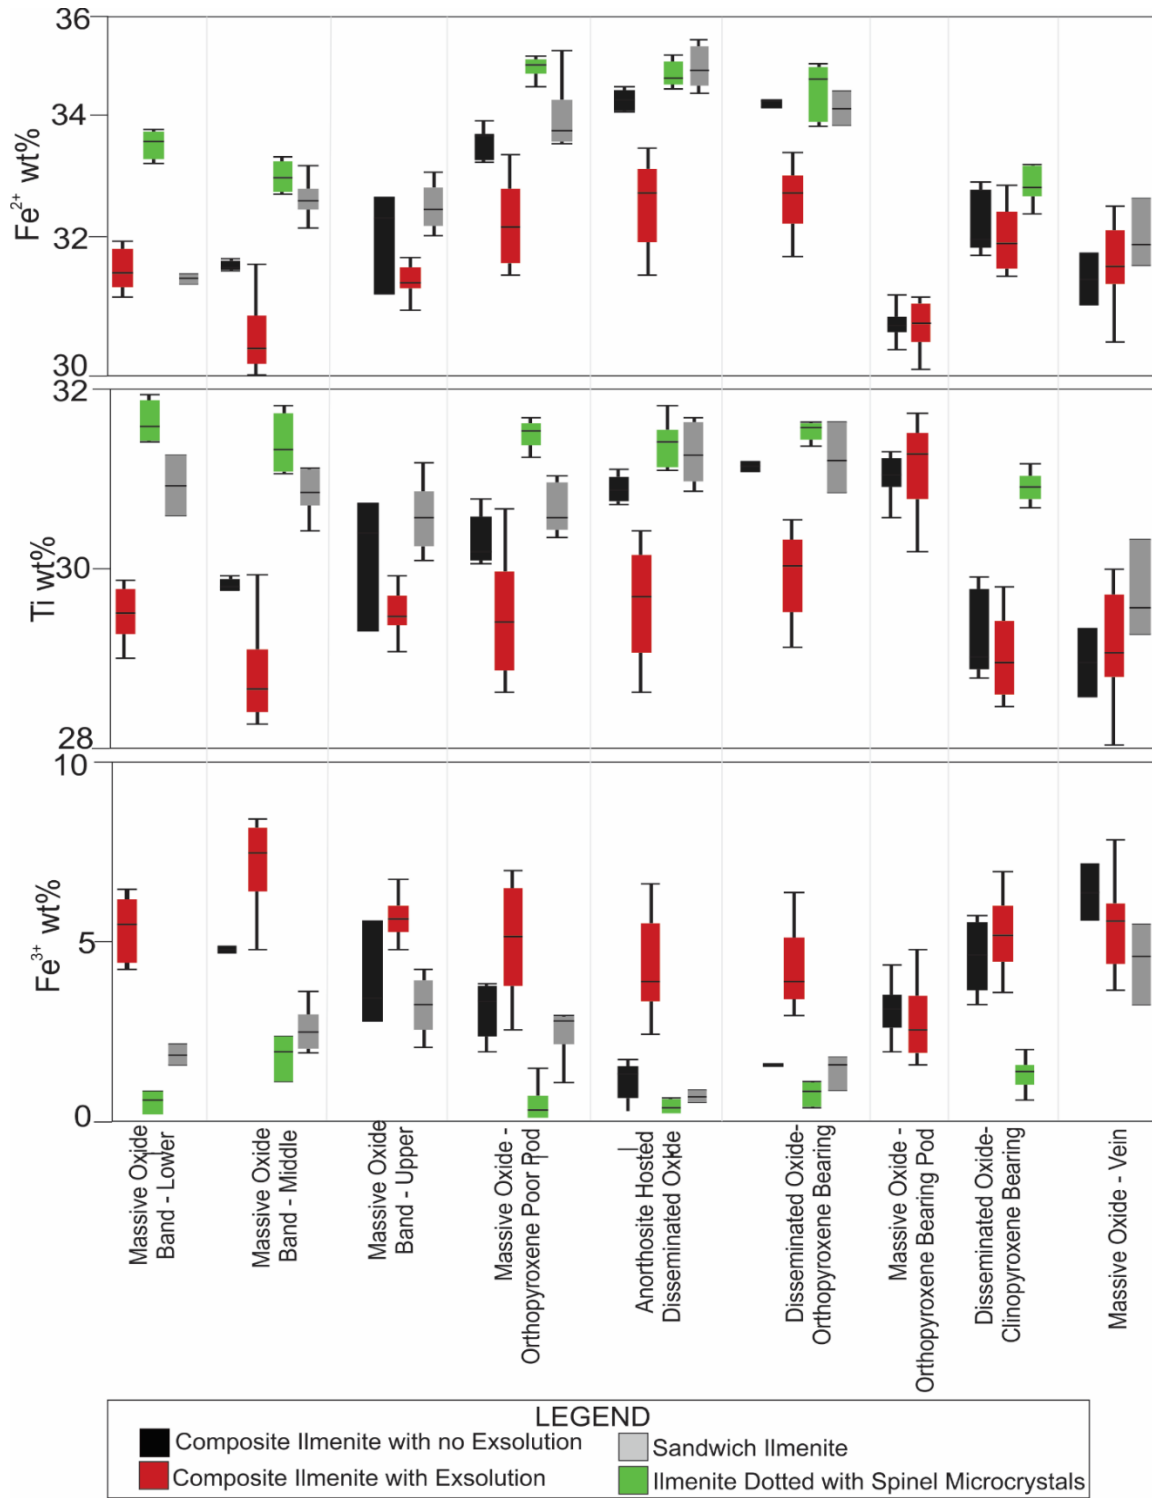 36
34
32
30
Fe2+ wt%
32
30
28
Ti wt%
10
5
0
Fe3+ wt%
Massive Oxide
Band - Lower
Massive Oxide
Band - Middle
Massive Oxide
Band - Upper
Massive Oxide -
Orthopyroxene Poor Pod
Anorthosite Hosted
Disseminated Oxide
Disseminated Oxide-
Orthopyroxene Bearing
Massive Oxide -
Orthopyroxene Bearing Pod
Disseminated Oxide-
Clinopyroxene Bearing
Massive Oxide - Vein
LEGEND
Composite Ilmenite with no Exsolution
Sandwich Ilmenite
Composite Ilmenite with Exsolution
Ilmenite Dotted with Spinel Microcrystals